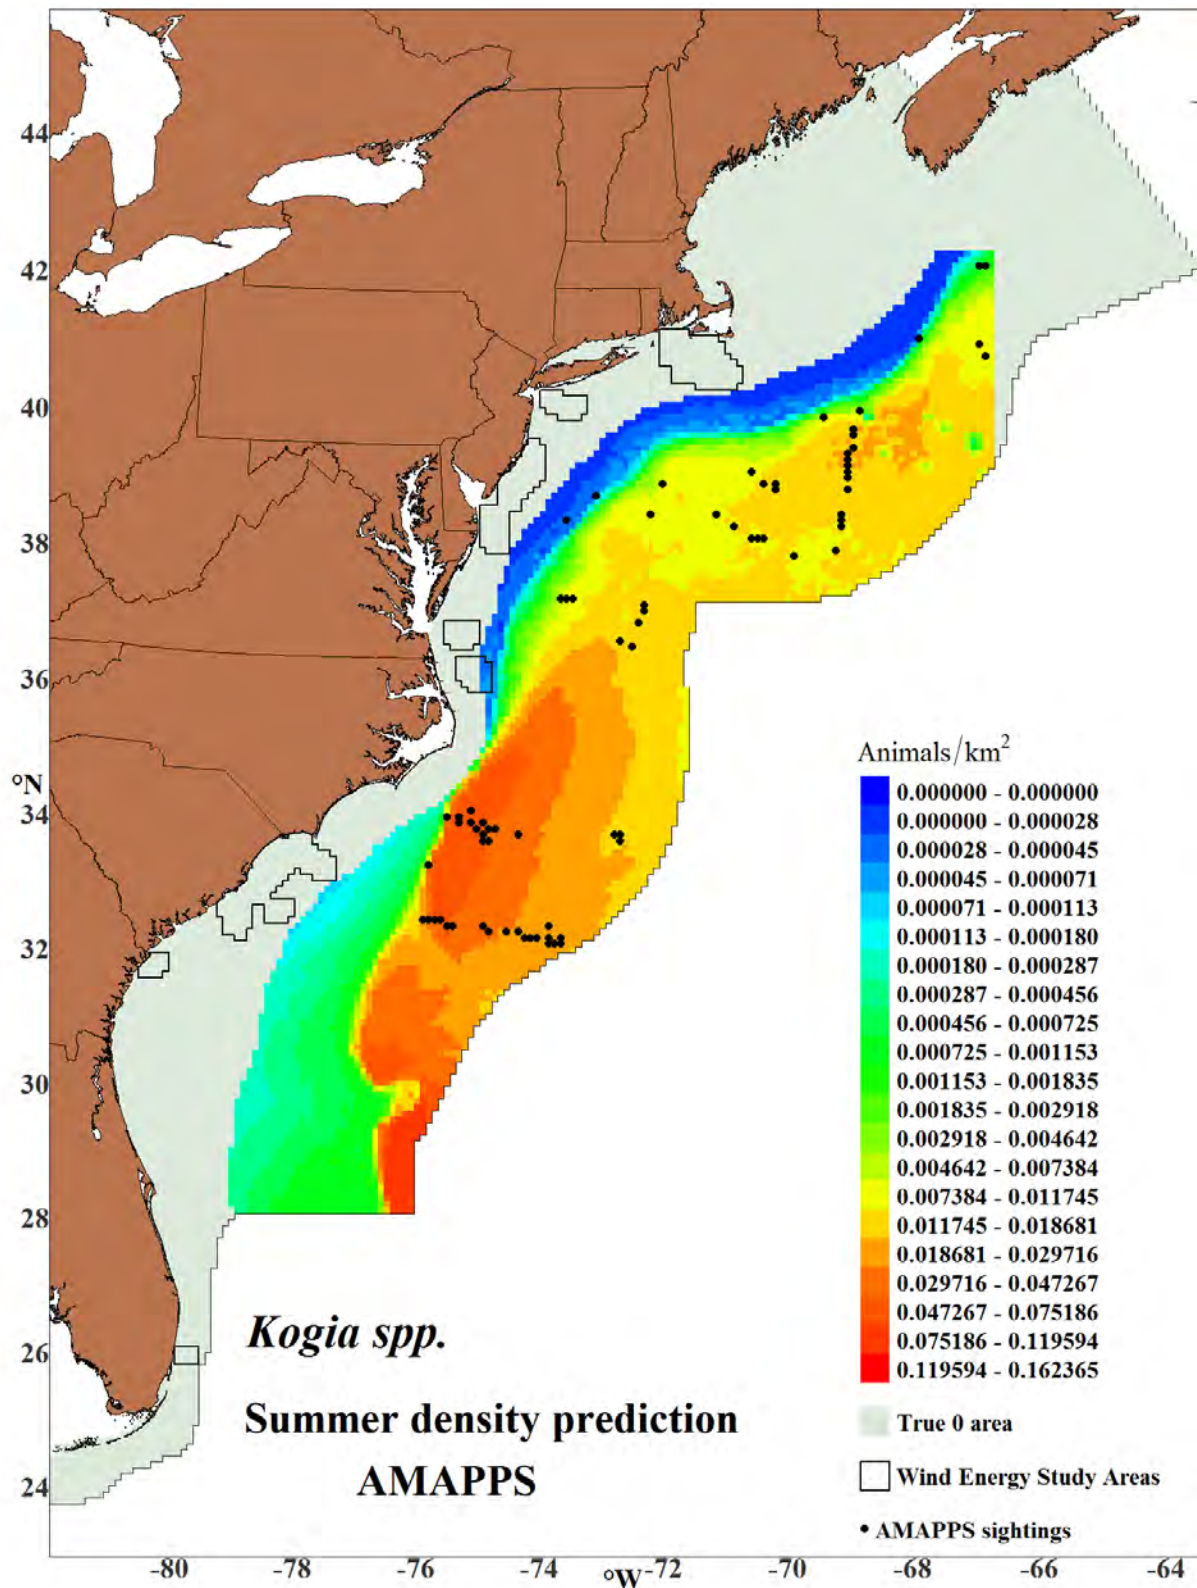 44
42
40
38
36
°N
34
32
30
28
26
24
Animals/km²
0.000000 - 0.000000
0.000000 - 0.000028
0.000028 - 0.000045
0.000045 - 0.000071
0.000071 - 0.000113
0.000113 - 0.000180
0.000180 - 0.000287
0.000287 - 0.000456
0.000456 - 0.000725
0.000725 - 0.001153
0.001153 - 0.001835
0.001835 - 0.002918
0.002918 - 0.004642
0.004642 - 0.007384
0.007384 - 0.011745
0.011745 - 0.018681
0.018681 - 0.029716
0.029716 - 0.047267
0.047267 - 0.075186
0.075186 - 0.119594
0.119594 - 0.162365
True 0 area
Wind Energy Study Areas
AMAPPS sightings
Kogia spp.
Summer density prediction
AMAPPS
-80 -78 -76 -74 -72 -70 -68 -66 -64
°W